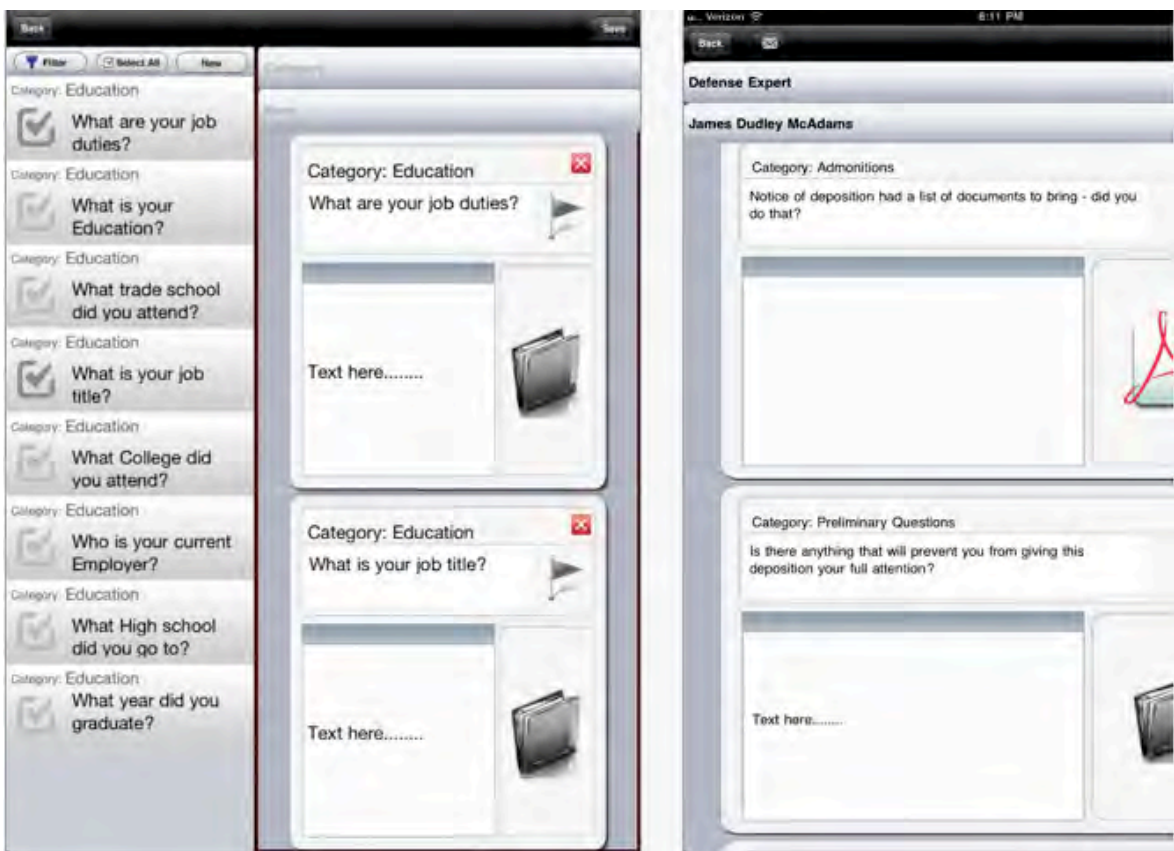 Back
Save
Filter
Select All
New
Category: Education
What are your job
duties?
Category: Education
What is your
Education?
Category: Education
What trade school
did you attend?
Category: Education
What is your job
title?
Category: Education
What College did
you attend?
Category: Education
Who is your current
Employer?
Category: Education
What High school
did you go to?
Category: Education
What year did you
graduate?
Category: Education
What are your job duties?
Text here........
Category: Education
What is your job title?
Text here........
Verizon
6:11 PM
Back
Defense Expert
James Dudley McAdams
Category: Admonitions
Notice of deposition had a list of documents to bring - did you
do that?
Category: Preliminary Questions
Is there anything that will prevent you from giving this
deposition your full attention?
Text here........